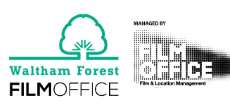 Waltham Forest
FILMOFFICE
MANAGED BY
FILM
OFFICE
Film & Location Management